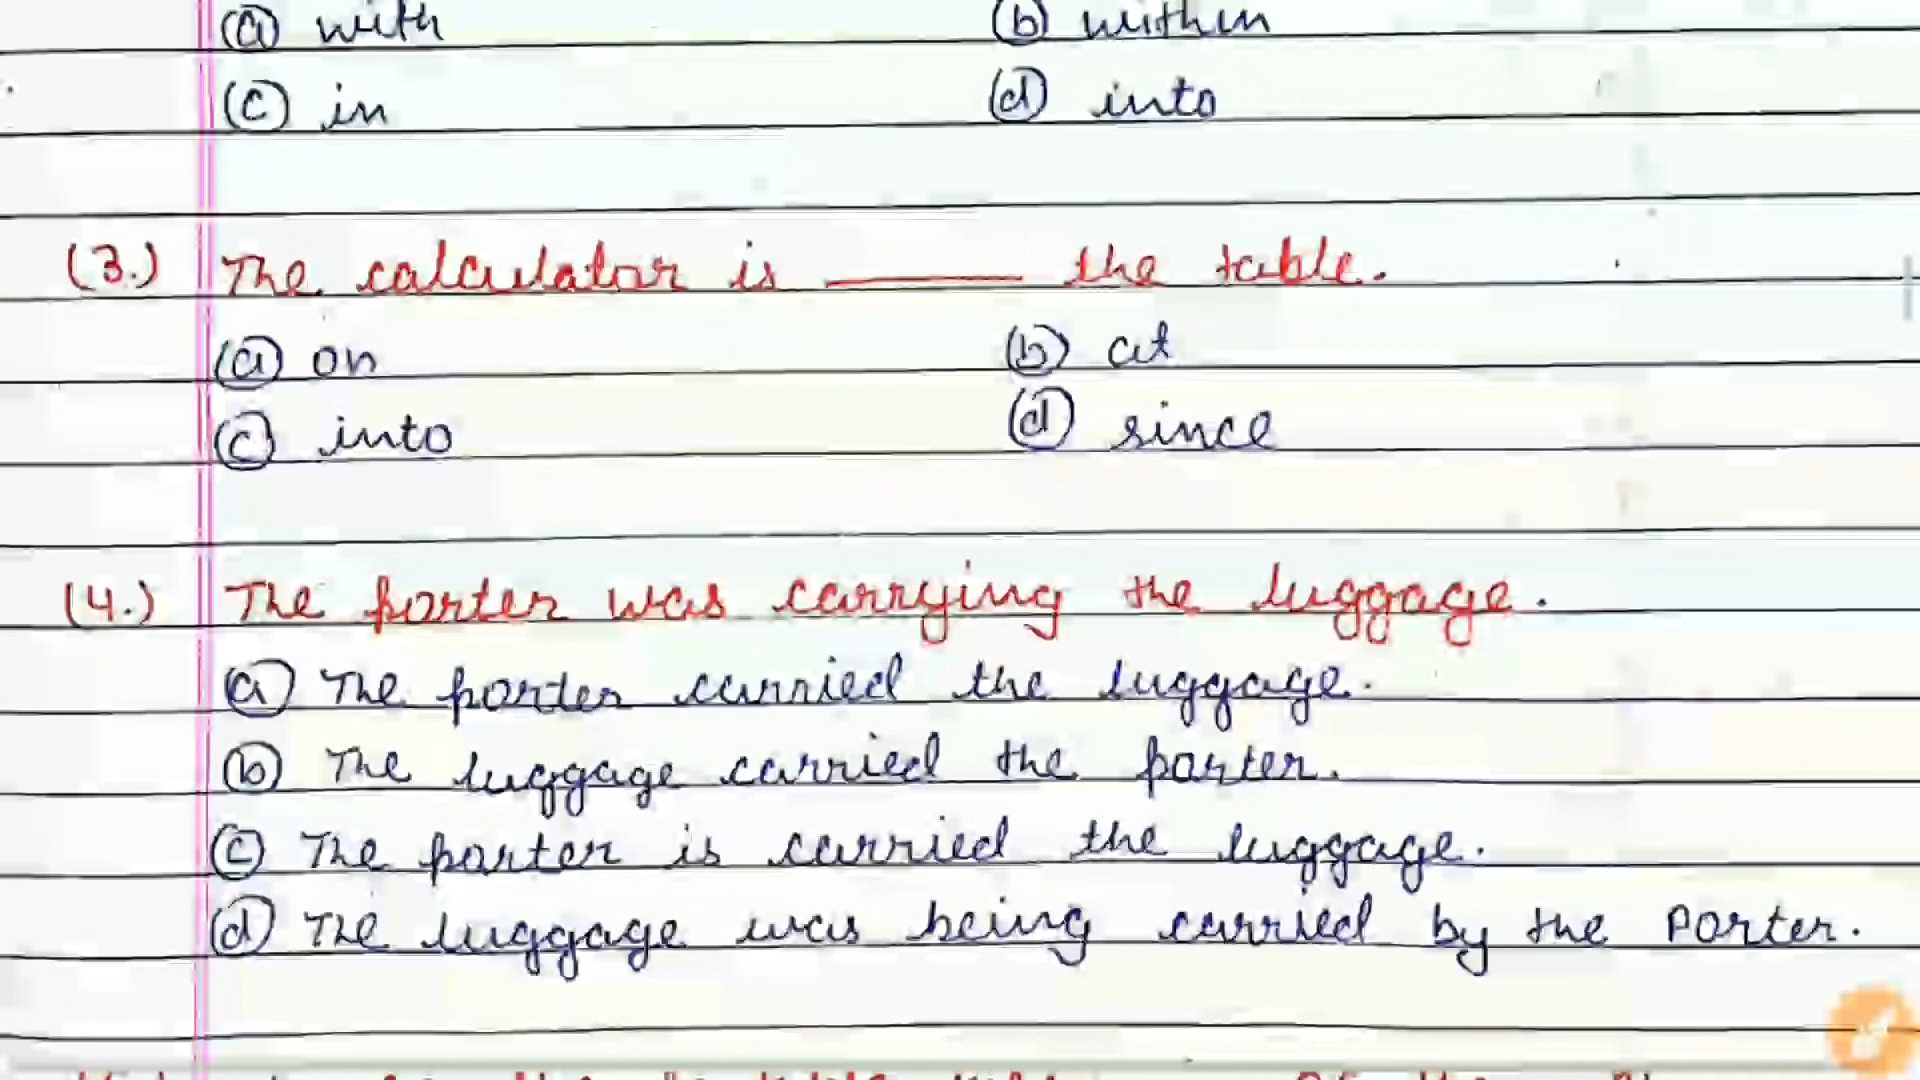 (a) with (b) within
(c) in (d) into
(3.) The calculator is ______ the table.
(a) on (b) at
(c) into (d) since
(4.) The porter was carrying the luggage.
(a) The porter carried the luggage.
(b) The luggage carried the porter.
(c) The porter is carried the luggage.
(d) The luggage was being carried by the Porter.